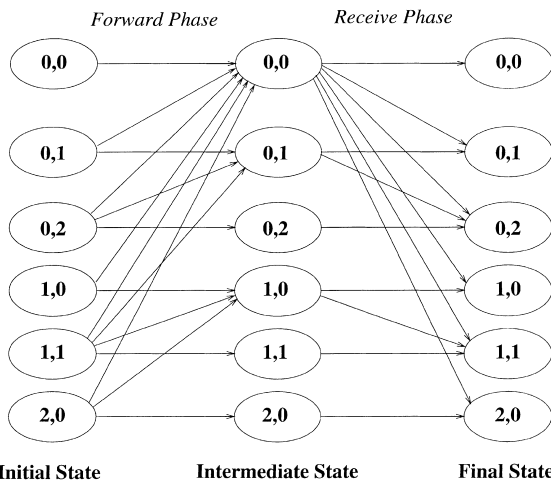 Forward Phase Receive Phase
0,0 0,0 0,0
0,1 0,1 0,1
0,2 0,2 0,2
1,0 1,0 1,0
1,1 1,1 1,1
2,0 2,0 2,0
Initial State Intermediate State Final State